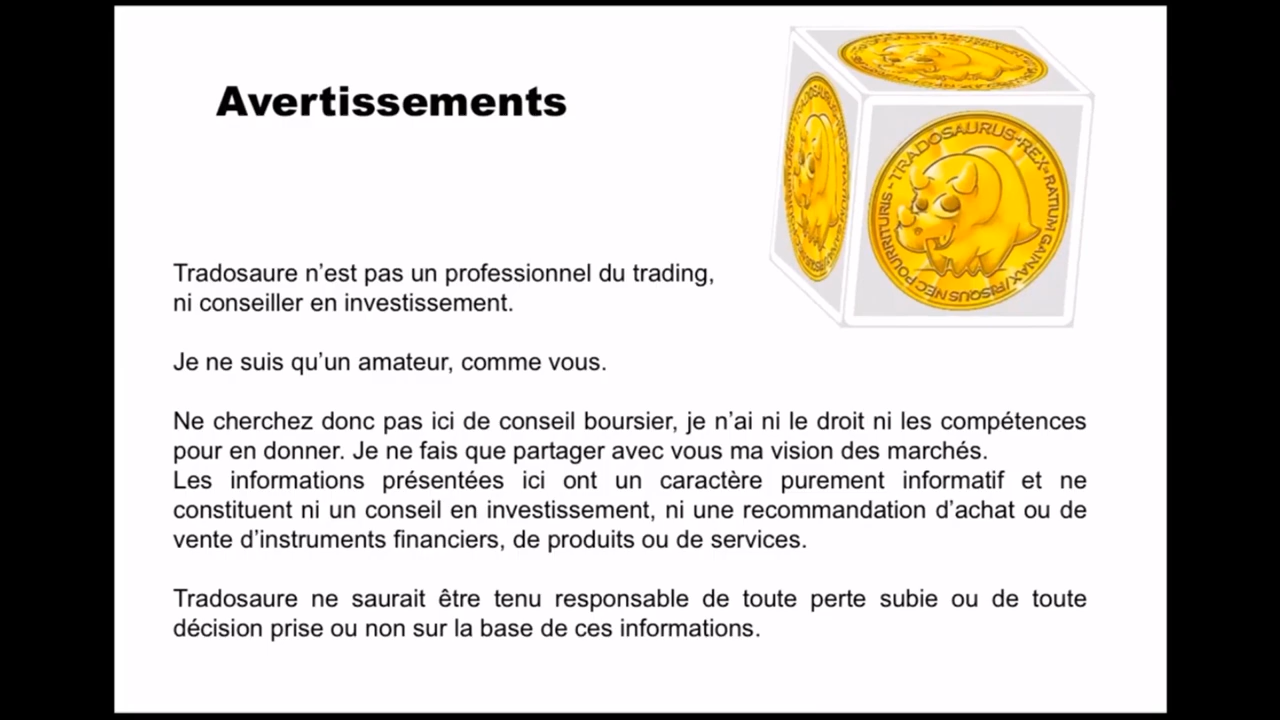 Avertissements
TRADOSAURUS-REX-RATIUM GAINAX/RISQUS NEC POURRITURIS -
Tradosaure n’est pas un professionnel du trading,
ni conseiller en investissement.
Je ne suis qu’un amateur, comme vous.
Ne cherchez donc pas ici de conseil boursier, je n’ai ni le droit ni les compétences
pour en donner. Je ne fais que partager avec vous ma vision des marchés.
Les informations présentées ici ont un caractère purement informatif et ne
constituent ni un conseil en investissement, ni une recommandation d’achat ou de
vente d’instruments financiers, de produits ou de services.
Tradosaure ne saurait être tenu responsable de toute perte subie ou de toute
décision prise ou non sur la base de ces informations.